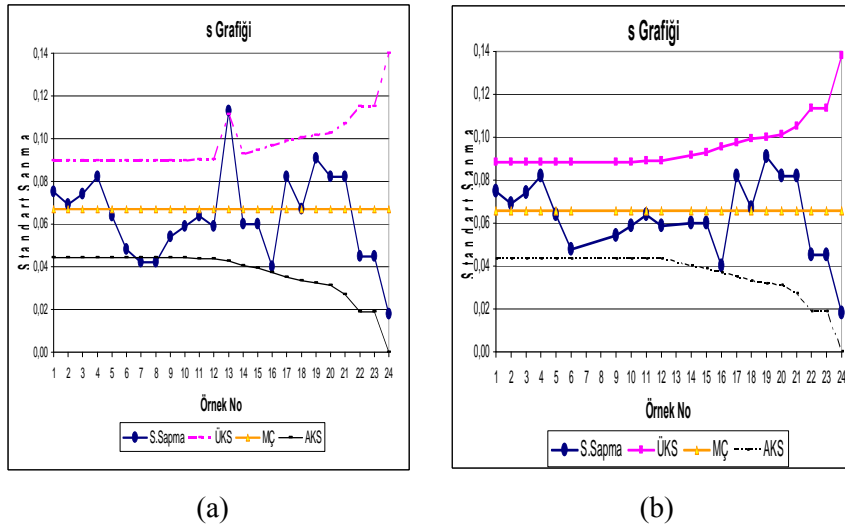 s Grafiği
0,14
0,12
0,10
0,08
0,06
0,04
0,02
0,00
Standart Sapma
1 2 3 4 5 6 7 8 9 10 11 12 13 14 15 16 17 18 19 20 21 22 23 24
Örnek No
S.Sapma ÜKS MÇ AKS
(a)
s Grafiği
0,14
0,12
0,10
0,08
0,06
0,04
0,02
0,00
Standart Sapma
1 2 3 4 5 6 7 8 9 10 11 12 13 14 15 16 17 18 19 20 21 22 23 24
Örnek No
S.Sapma ÜKS MÇ AKS
(b)